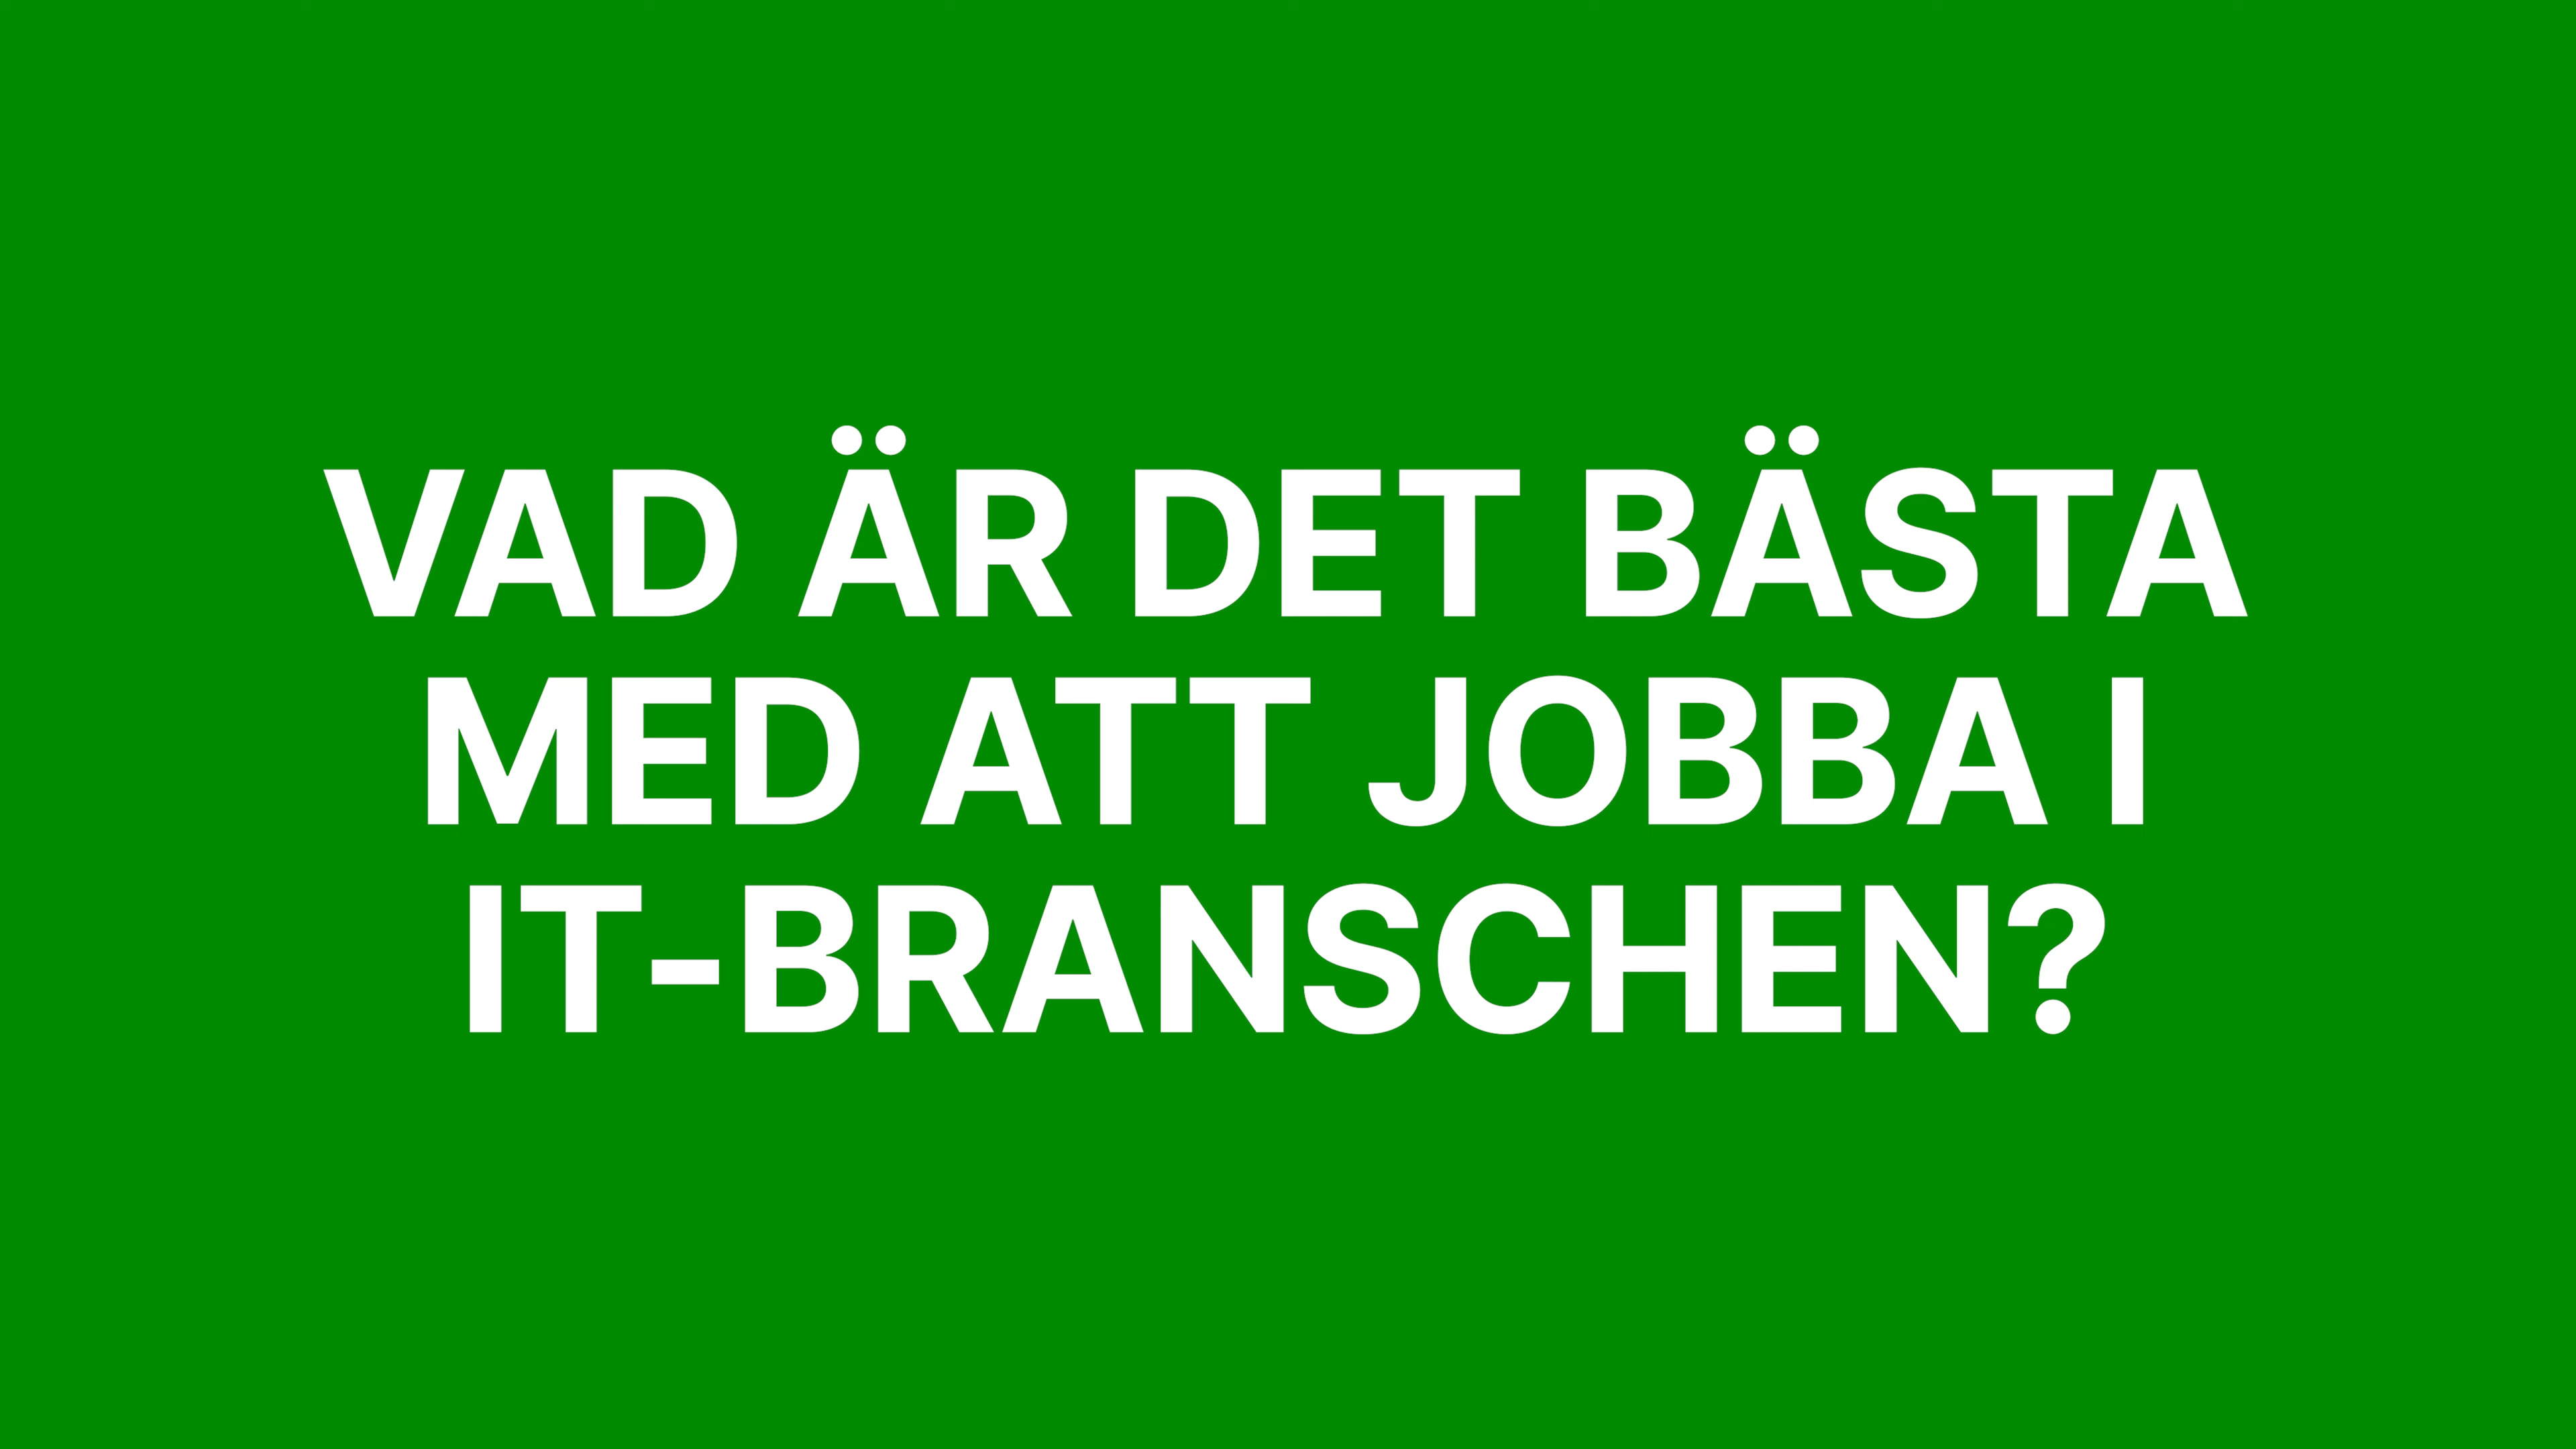 VAD ÄR DET BÄSTA
MED ATT JOBBA I
IT-BRANSCHEN?